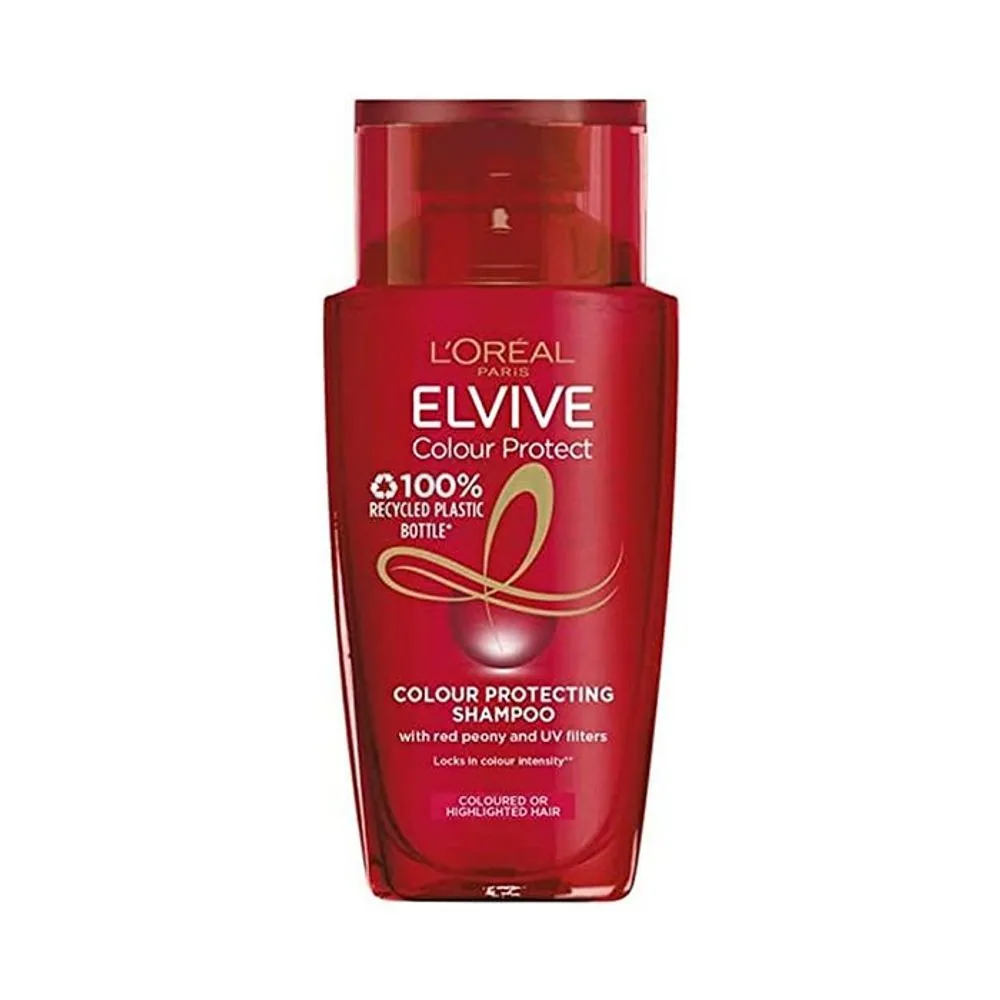 L'ORÉAL
PARIS
ELVIVE
Colour Protect
100%
RECYCLED PLASTIC
BOTTLE*
COLOUR PROTECTING
SHAMPOO
with red peony and UV filters
Locks in colour intensity**
COLOURED OR
HIGHLIGHTED HAIR